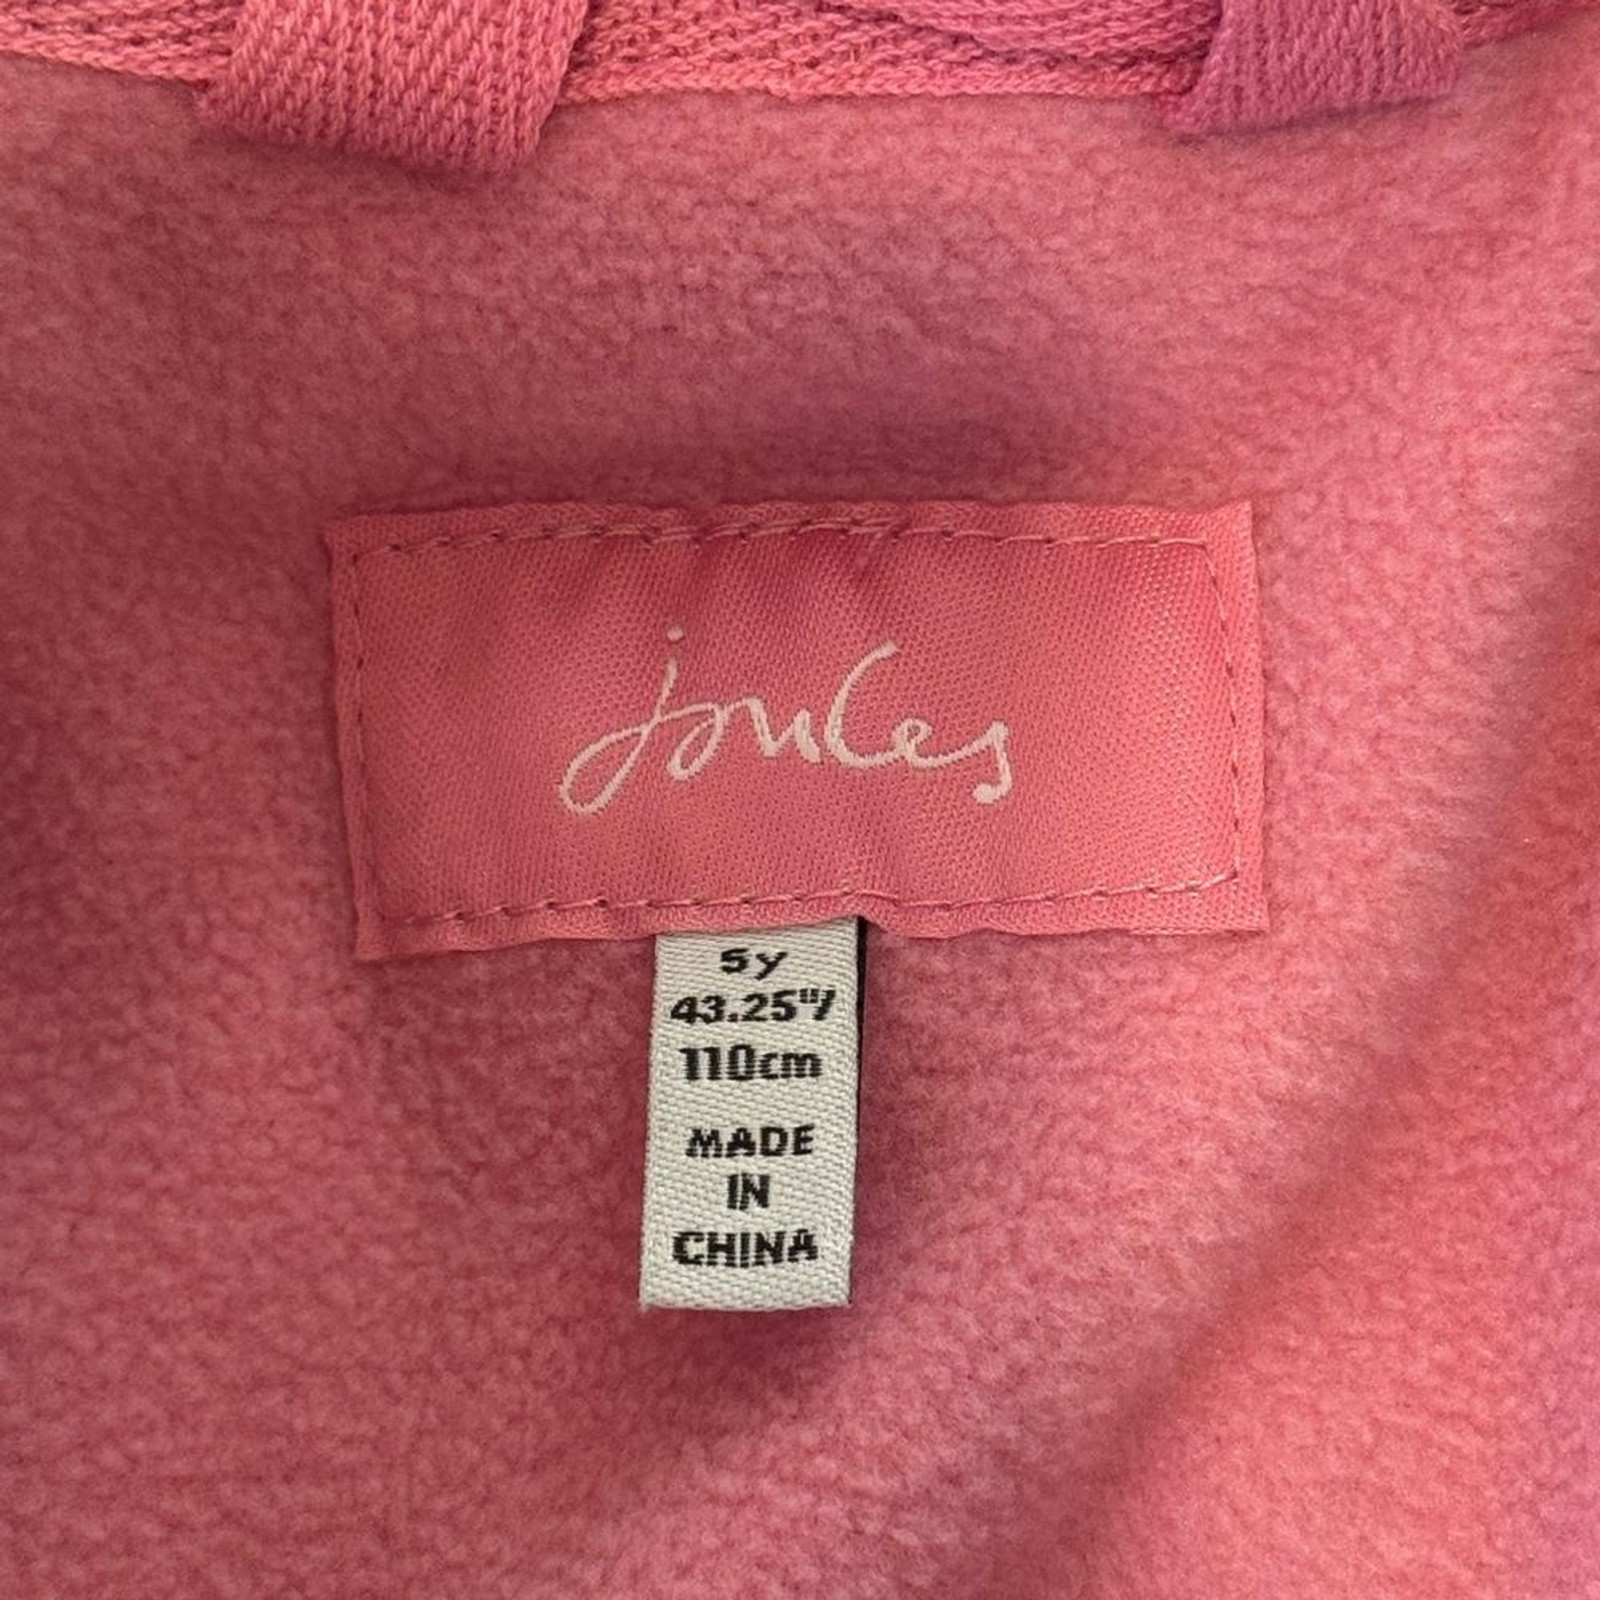 joules
5y
43.25"/
110cm
MADE
IN
CHINA